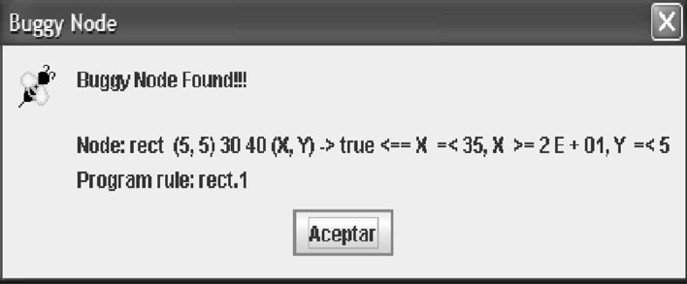 Buggy Node
Buggy Node Found!!!
Node: rect (5, 5) 30 40 (X, Y) -> true <== X =< 35, X >= 2 E + 01, Y =< 5
Program rule: rect.1
Aceptar